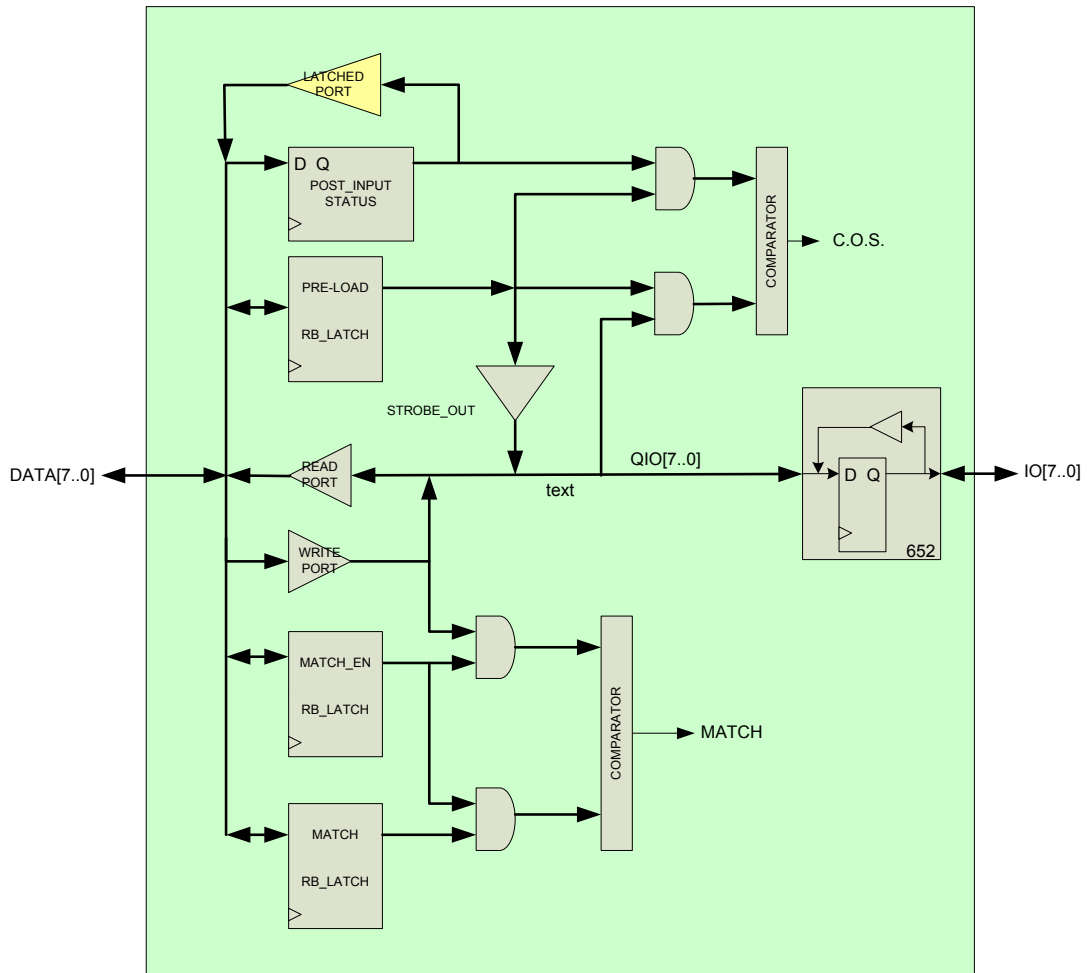 LATCHED
PORT
D Q
POST_INPUT
STATUS
COMPARATOR
C.O.S.
PRE-LOAD
RB_LATCH
STROBE_OUT
DATA[7..0]
READ
PORT
QIO[7..0]
text
D Q
652
IO[7..0]
WRITE
PORT
MATCH_EN
RB_LATCH
COMPARATOR
MATCH
MATCH
RB_LATCH